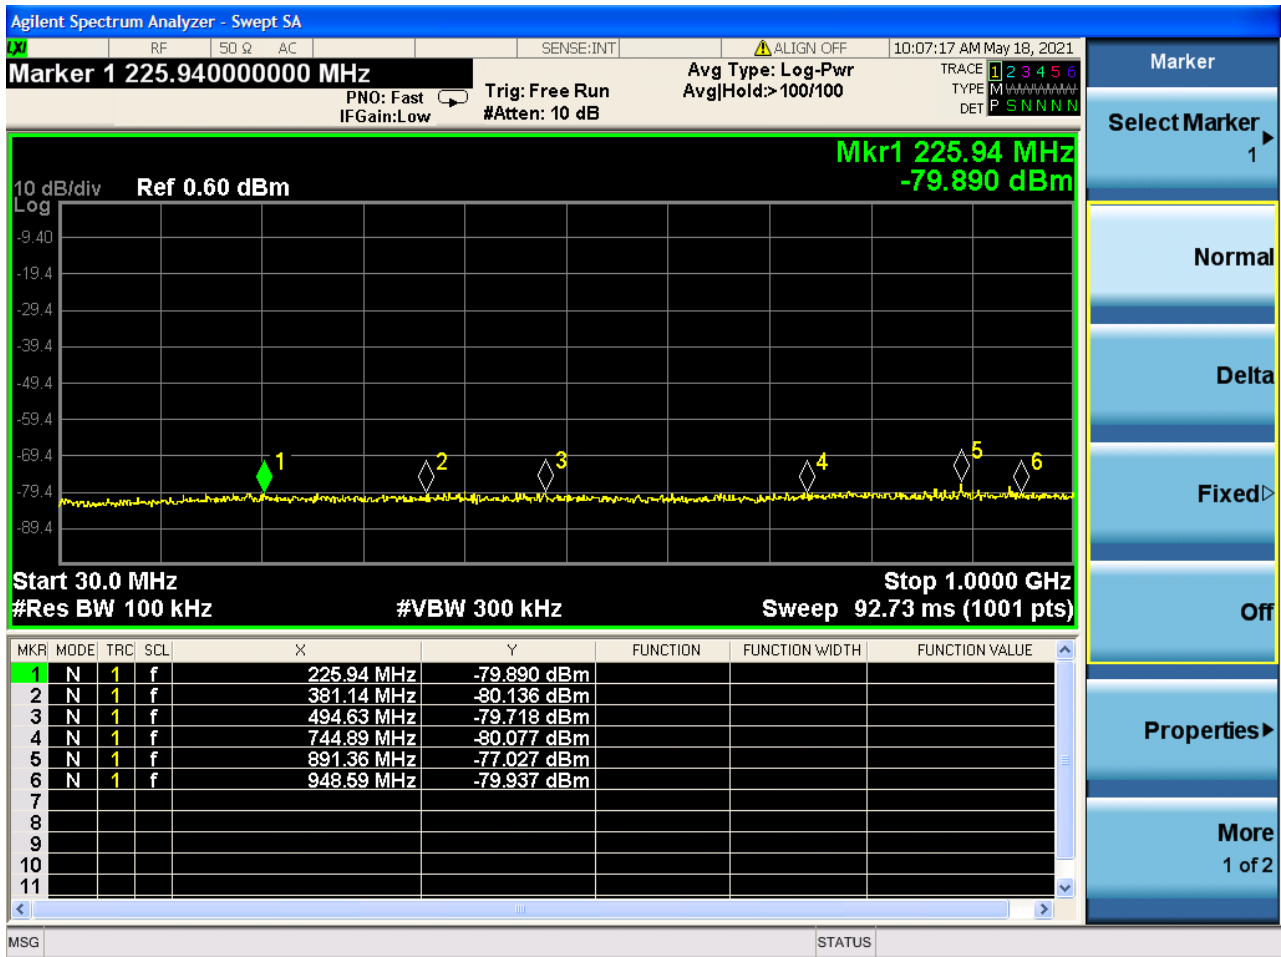 Agilent Spectrum Analyzer - Swept SA
LXI RF 50 Ω AC SENSE:INT ALIGN OFF 10:07:17 AM May 18, 2021
Marker 1 225.940000000 MHz
PNO: Fast
IFGain:Low
Trig: Free Run
#Atten: 10 dB
Avg Type: Log-Pwr
Avg|Hold:>100/100
TRACE 1 2 3 4 5 6
TYPE M
DET P S N N N N
Mkr1 225.94 MHz
-79.890 dBm
10 dB/div Ref 0.60 dBm
Log
-9.40
-19.4
-29.4
-39.4
-49.4
-59.4
-69.4
-79.4
-89.4
1
2
3
4
5
6
Start 30.0 MHz Stop 1.0000 GHz
#Res BW 100 kHz #VBW 300 kHz Sweep 92.73 ms (1001 pts)
MKR MODE TRC SCL X Y FUNCTION FUNCTION WIDTH FUNCTION VALUE
1 N 1 f 225.94 MHz -79.890 dBm
2 N 1 f 381.14 MHz -80.136 dBm
3 N 1 f 494.63 MHz -79.718 dBm
4 N 1 f 744.89 MHz -80.077 dBm
5 N 1 f 891.36 MHz -77.027 dBm
6 N 1 f 948.59 MHz -79.937 dBm
7
8
9
10
11
MSG STATUS
Marker
Select Marker
1
Normal
Delta
Fixed
Off
Properties
More
1 of 2